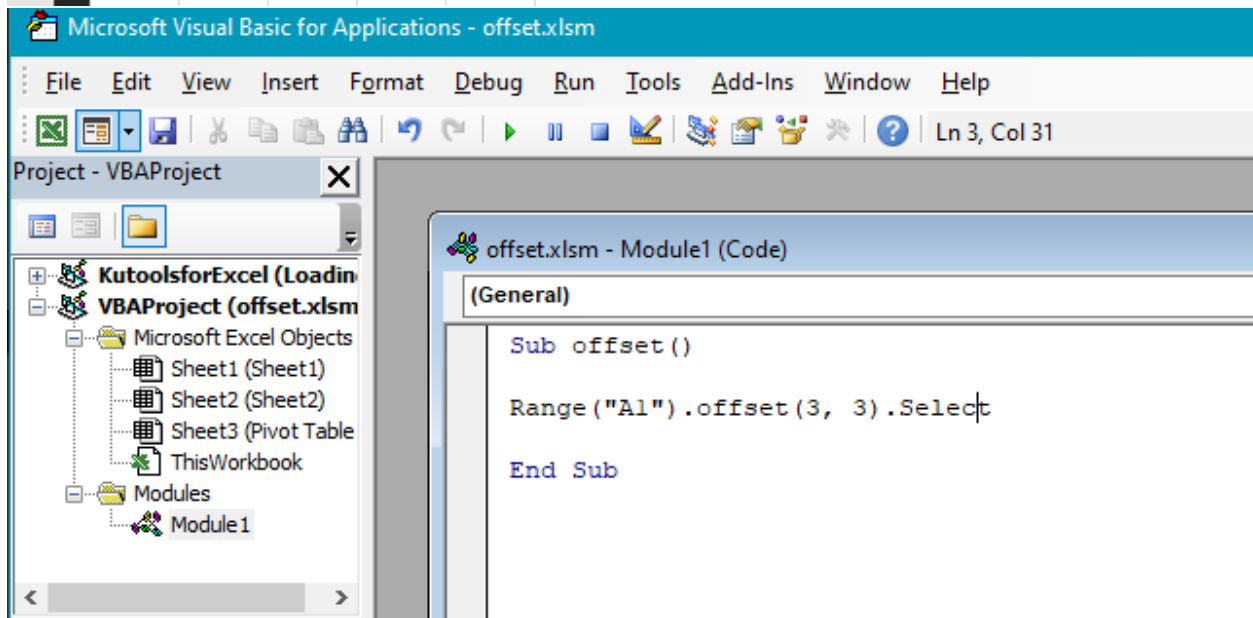 Microsoft Visual Basic for Applications - offset.xlsm
File Edit View Insert Format Debug Run Tools Add-Ins Window Help
Ln 3, Col 31
Project - VBAProject
offset.xlsm - Module1 (Code)
KutoolsforExcel (Loadin
(General)
VBAProject (offset.xlsm
Microsoft Excel Objects
Sheet1 (Sheet1)
Sheet2 (Sheet2)
Sheet3 (Pivot Table
ThisWorkbook
Modules
Module1
Sub offset()
Range("A1").offset(3, 3).Select
End Sub